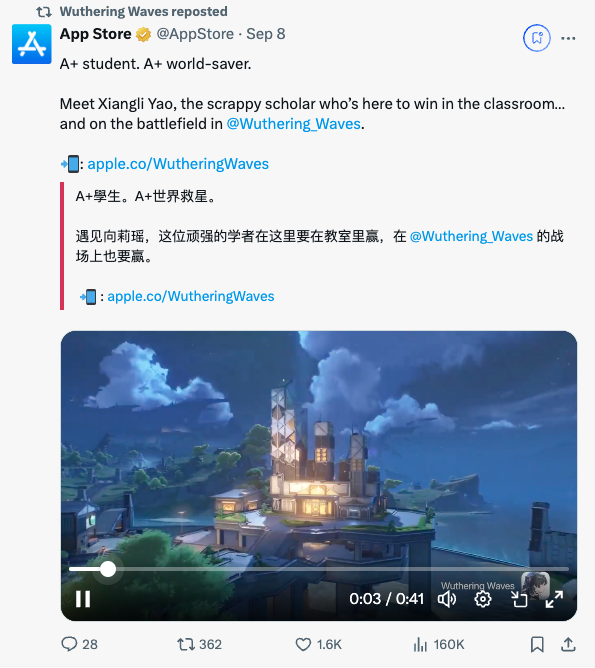 Wuthering Waves reposted
App Store @AppStore · Sep 8
A+ student. A+ world-saver.
Meet Xiangli Yao, the scrappy scholar who’s here to win in the classroom...
and on the battlefield in @Wuthering_Waves.
: apple.co/WutheringWaves
A+學生。A+世界救星。
遇见向莉瑶，这位顽强的学者在这里要在教室里赢，在 @Wuthering_Waves 的战
场上也要赢。
: apple.co/WutheringWaves
Wuthering Waves
0:03 / 0:41
28 362 1.6K 160K